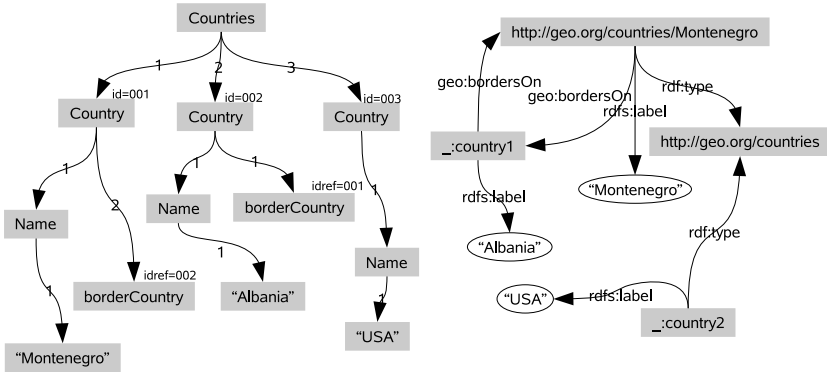 Countries
1
2
3
id=001
Country
id=002
Country
id=003
Country
1
2
1
1
1
Name
Name
idref=001
borderCountry
1
idref=002
borderCountry
1
"Albania"
Name
1
"Montenegro"
"USA"
http://geo.org/countries/Montenegro
geo:bordersOn
geo:bordersOn
rdfs:label
rdf:type
_:country1
http://geo.org/countries
rdfs:label
“Montenegro”
“Albania”
rdf:type
“USA”
rdfs:label
_:country2